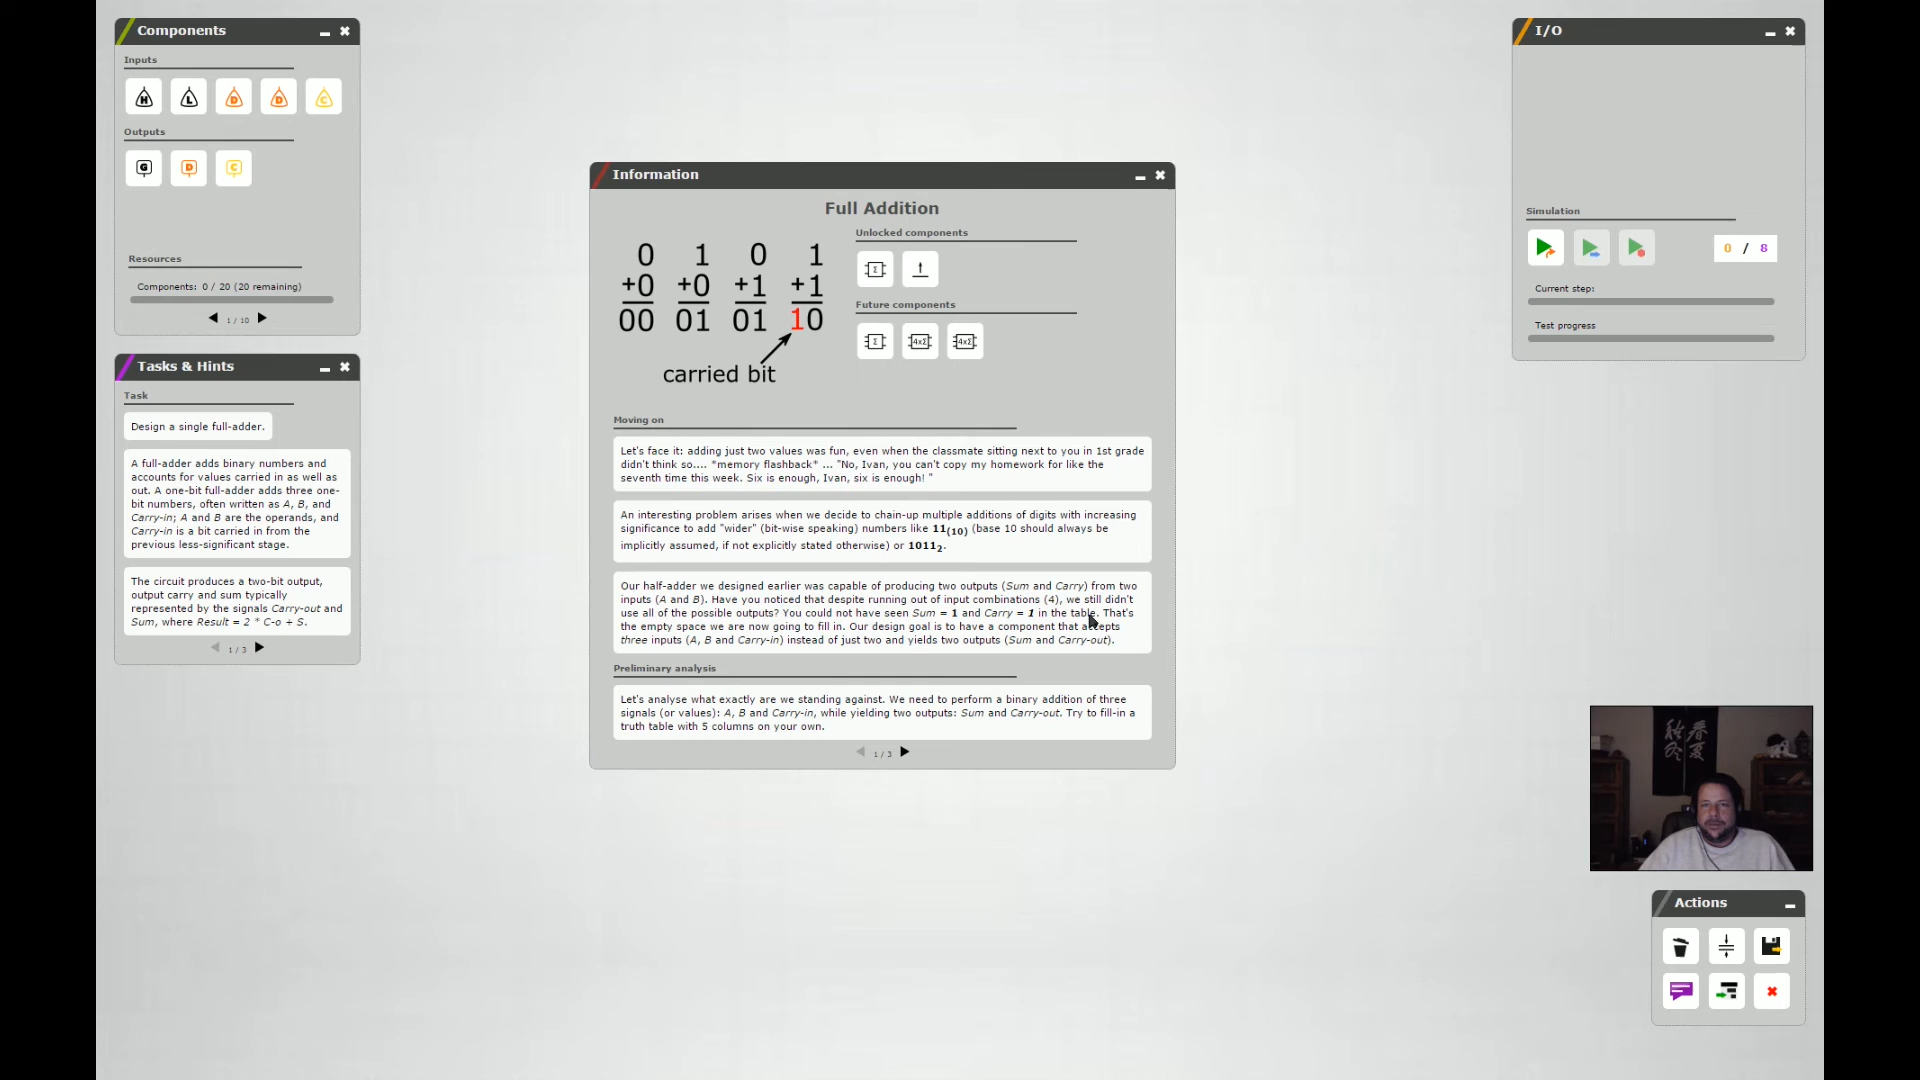 Components
Inputs
H L D D C
Outputs
G D C
Resources
Components: 0 / 20 (20 remaining)
1 / 10
Tasks & Hints
Task
Design a single full-adder.
A full-adder adds binary numbers and
accounts for values carried in as well as
out. A one-bit full-adder adds three one-
bit numbers, often written as A, B, and
Carry-in; A and B are the operands, and
Carry-in is a bit carried in from the
previous less-significant stage.
The circuit produces a two-bit output,
output carry and sum typically
represented by the signals Carry-out and
Sum, where Result = 2 * C-o + S.
1 / 3
Information
Full Addition
0 1 0 1
+0 +0 +1 +1
00 01 01 10
carried bit
Unlocked components
Σ
Future components
Σ 4xΣ 4xΣ
Moving on
Let's face it: adding just two values was fun, even when the classmate sitting next to you in 1st grade
didn't think so.... *memory flashback* ... "No, Ivan, you can't copy my homework for like the
seventh time this week. Six is enough, Ivan, six is enough! "
An interesting problem arises when we decide to chain-up multiple additions of digits with increasing
significance to add "wider" (bit-wise speaking) numbers like 11(10) (base 10 should always be
implicitly assumed, if not explicitly stated otherwise) or 1011₂.
Our half-adder we designed earlier was capable of producing two outputs (Sum and Carry) from two
inputs (A and B). Have you noticed that despite running out of input combinations (4), we still didn't
use all of the possible outputs? You could not have seen Sum = 1 and Carry = 1 in the table. That's
the empty space we are now going to fill in. Our design goal is to have a component that accepts
three inputs (A, B and Carry-in) instead of just two and yields two outputs (Sum and Carry-out).
Preliminary analysis
Let's analyse what exactly are we standing against. We need to perform a binary addition of three
signals (or values): A, B and Carry-in, while yielding two outputs: Sum and Carry-out. Try to fill-in a
truth table with 5 columns on your own.
1 / 3
I/O
Simulation
0 / 8
Current step:
Test progress
Actions